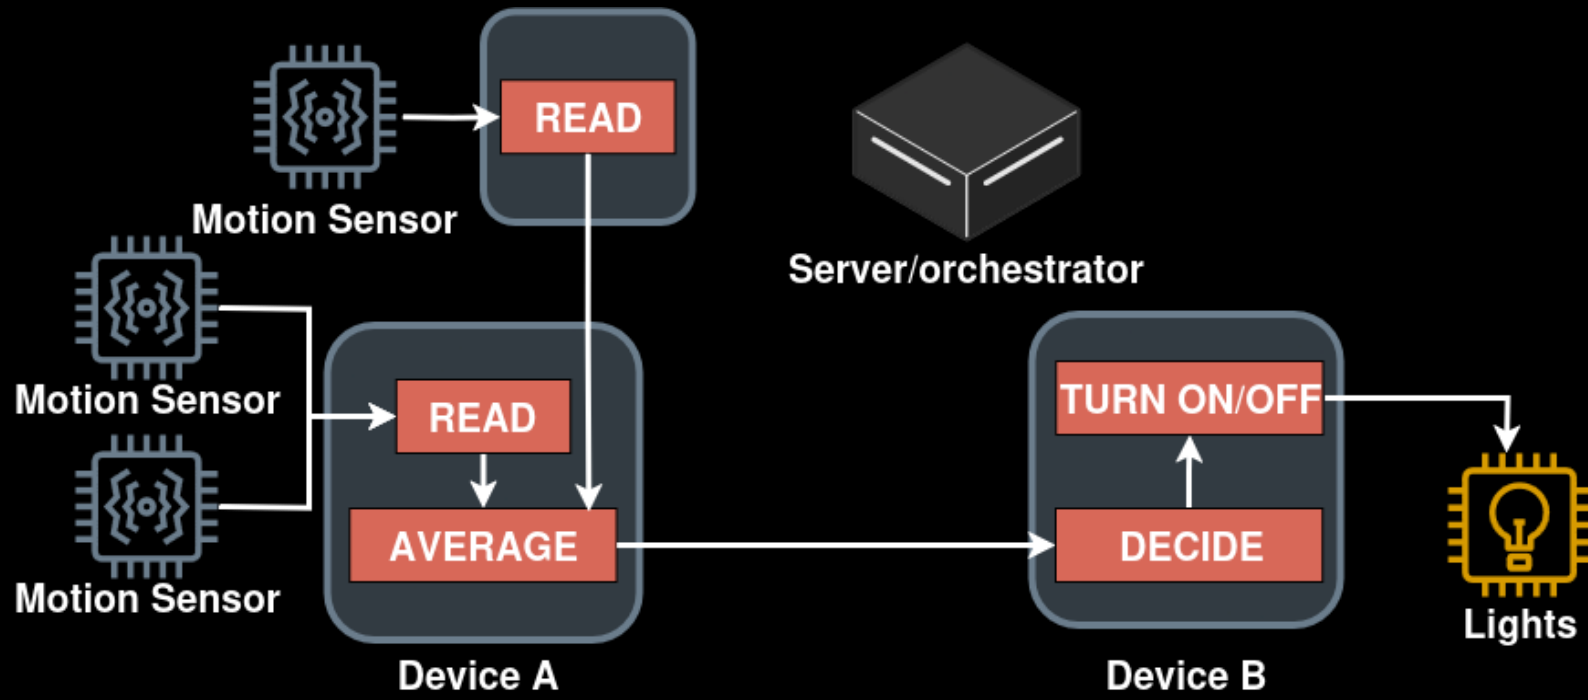 READ
Motion Sensor
Server/orchestrator
Motion Sensor
READ
TURN ON/OFF
AVERAGE
DECIDE
Motion Sensor
Lights
Device A
Device B